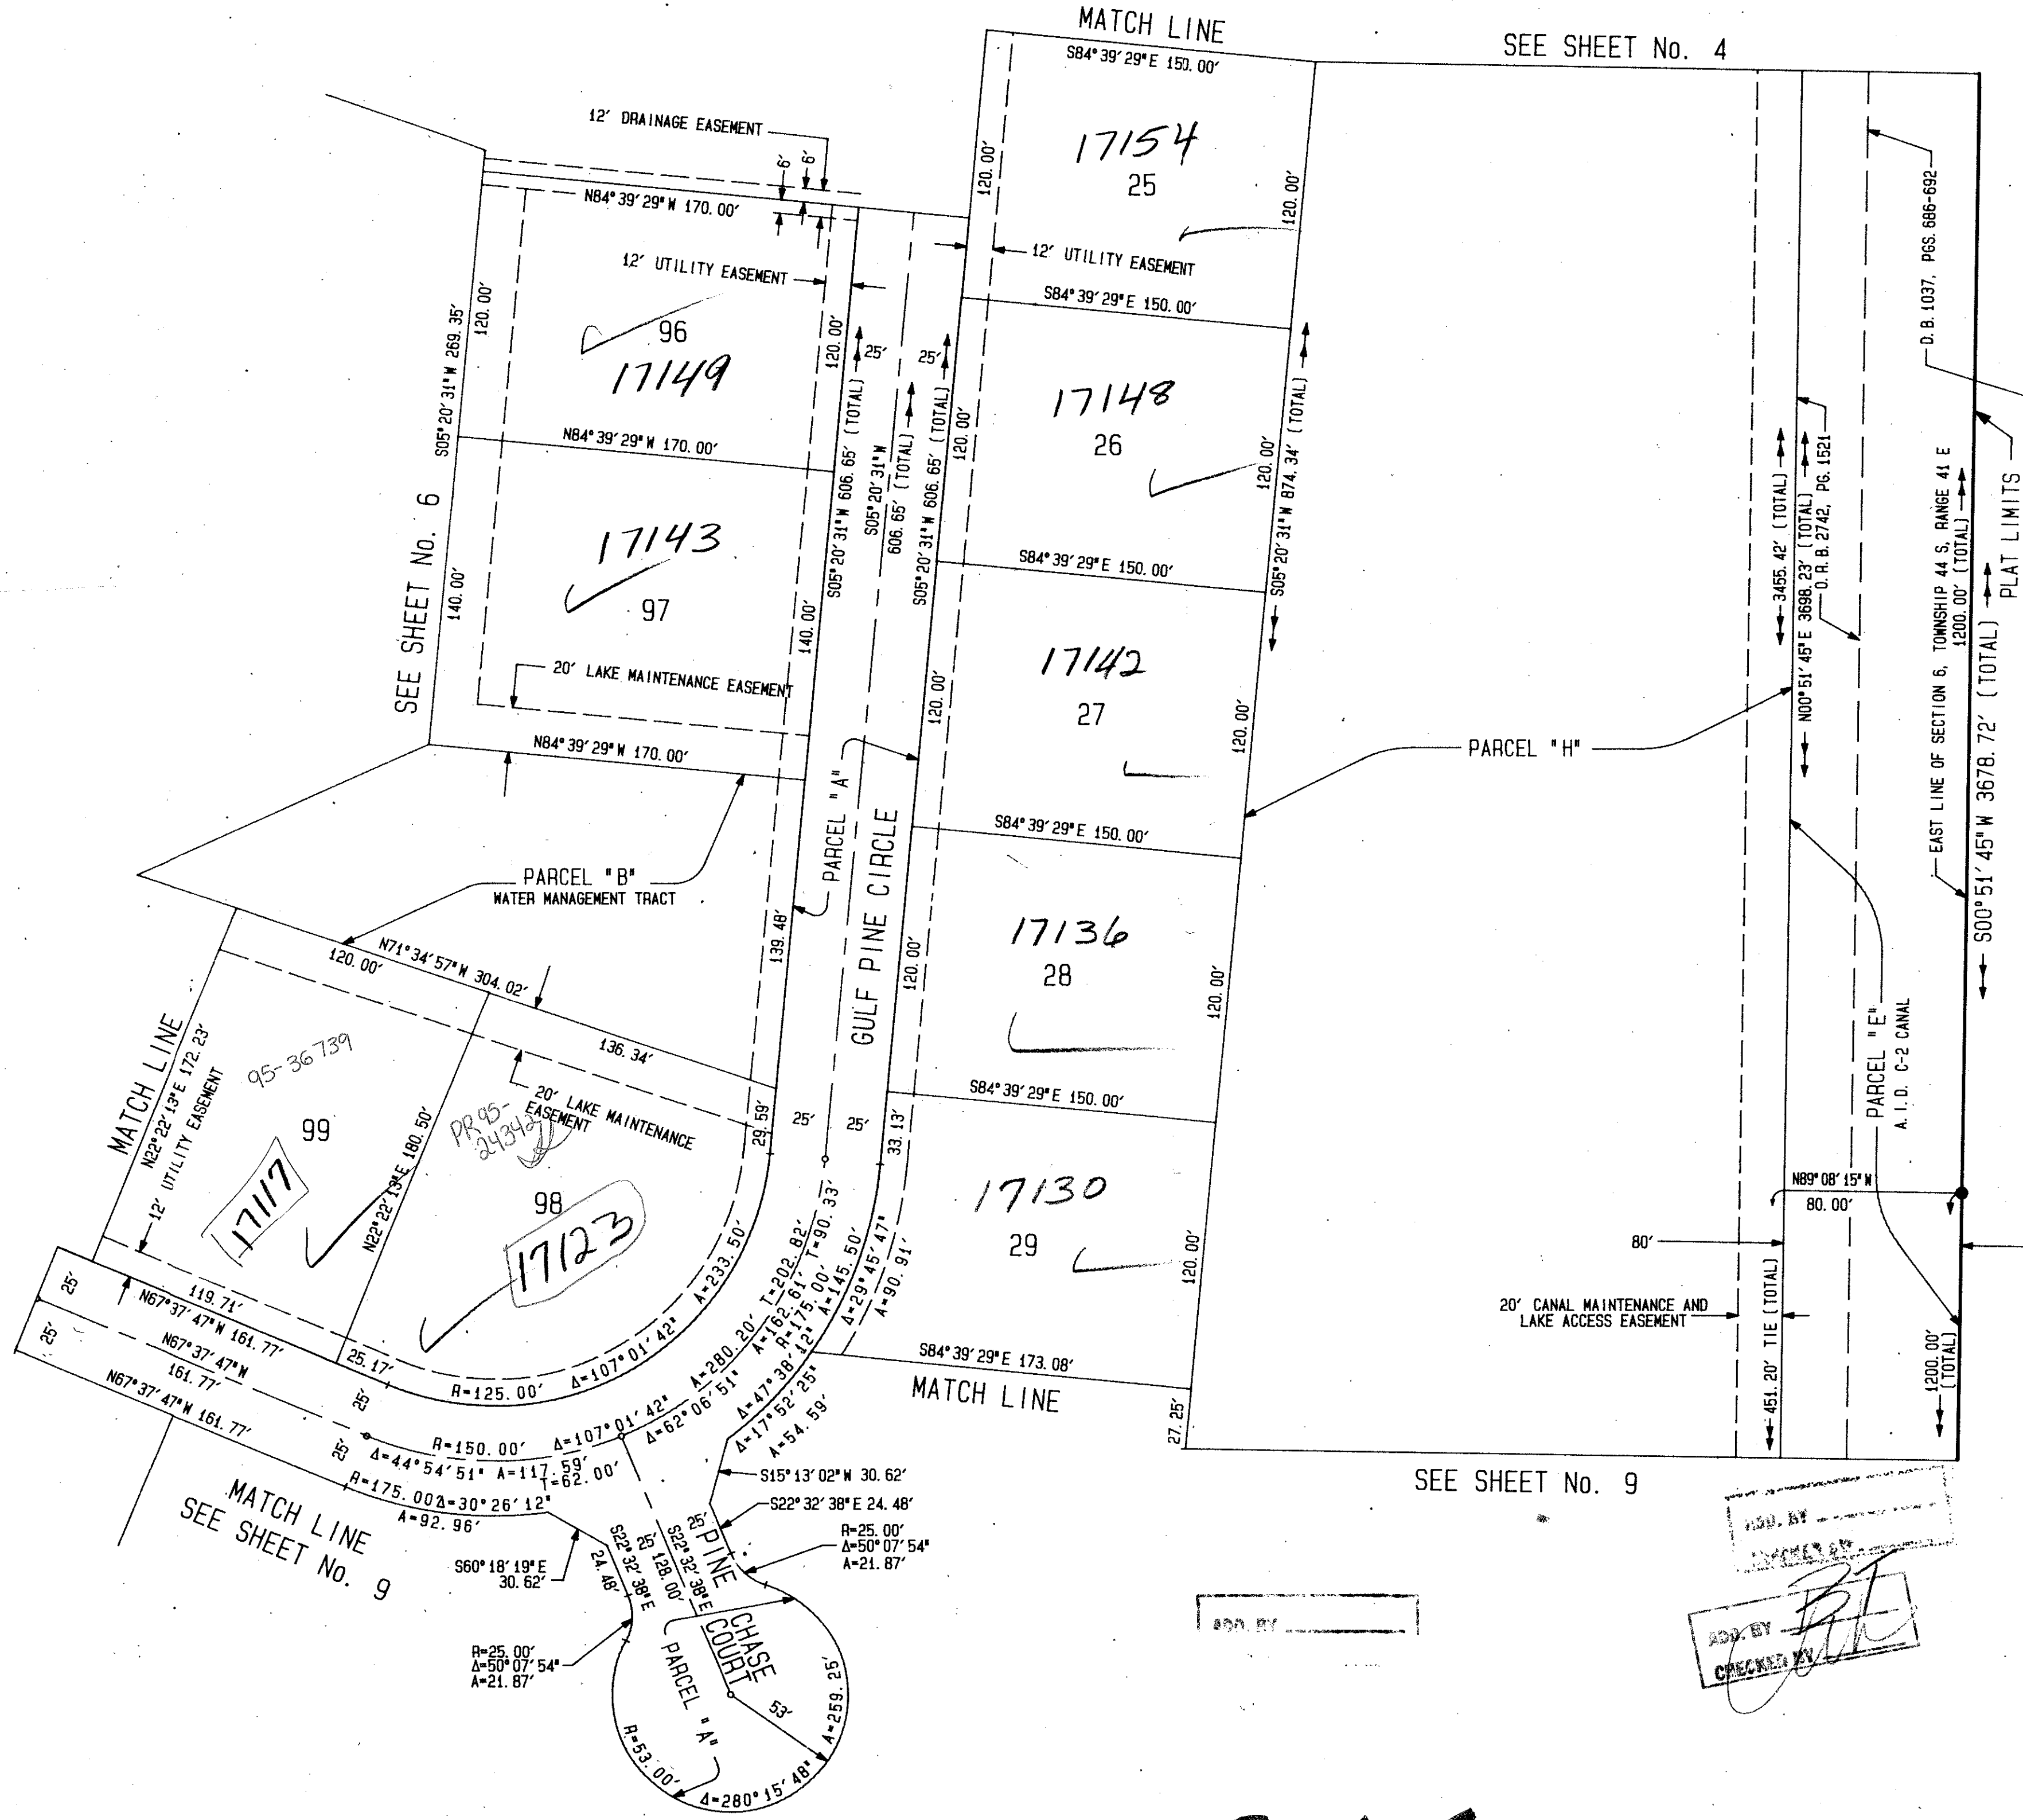 MATCH LINE
SEE SHEET No. 4
S84°39'29"E 150.00'
12' DRAINAGE EASEMENT
6'
6'
N84°39'29"W 170.00'
120.00'
17154
25
120.00'
12' UTILITY EASEMENT
12' UTILITY EASEMENT
S84°39'29"E 150.00'
D.B.1037, PGS.686-692
S05°20'31"W 269.35'
120.00'
96
17149
120.00'
25'
25'
S05°20'31"W 606.65' (TOTAL)
S05°20'31"W
606.65' (TOTAL)
S05°20'31"W 606.65' (TOTAL)
120.00'
17148
26
120.00'
S05°20'31"W 874.34' (TOTAL)
N84°39'29"W 170.00'
3455.42' (TOTAL)
N00°51'45"E 3698.23' (TOTAL)
O.R.B.2742, PG.1521
EAST LINE OF SECTION 6, TOWNSHIP 44 S, RANGE 41 E
1200.00' (TOTAL)
S00°51'45"W 3678.72' (TOTAL)
PLAT LIMITS
SEE SHEET No. 6
140.00'
17143
97
140.00'
20' LAKE MAINTENANCE EASEMENT
S84°39'29"E 150.00'
120.00'
17142
27
120.00'
N84°39'29"W 170.00'
PARCEL "A"
PARCEL "H"
GULF PINE CIRCLE
S84°39'29"E 150.00'
PARCEL "B"
WATER MANAGEMENT TRACT
139.48'
120.00'
17136
28
120.00'
N71°34'57"W 304.02'
120.00'
136.34'
MATCH LINE
N22°22'13"E 172.23'
12' UTILITY EASEMENT
95-36739
99
17117
N22°22'13"E 180.50'
PR95-
24342
20' LAKE MAINTENANCE
EASEMENT
98
17123
29.59'
25'
25'
33.13'
S84°39'29"E 150.00'
PARCEL "E"
A.I.D. C-2 CANAL
N89°08'15"W
80.00'
80'
17130
29
120.00'
20' CANAL MAINTENANCE AND
LAKE ACCESS EASEMENT
451.20' TIE (TOTAL)
1200.00'
(TOTAL)
25'
25'
119.71'
N67°37'47"W 161.77'
N67°37'47"W
161.77'
N67°37'47"W 161.77'
25.17'
25'
25'
R=125.00'
Δ=107°01'42"
A=233.50'
R=150.00'
Δ=107°01'42"
A=280.20'
T=202.82'
Δ=44°54'51" A=117.59'
T=62.00'
Δ=62°06'51"
A=162.61' T=90.33'
R=175.00'
Δ=47°38'12"
A=145.50'
Δ=29°45'47"
A=90.91'
Δ=17°52'25"
A=54.59'
R=175.00'
Δ=30°26'12"
A=92.96'
S84°39'29"E 173.08'
MATCH LINE
27.25'
SEE SHEET No. 9
MATCH LINE
SEE SHEET No. 9
S15°13'02"W 30.62'
S22°32'38"E 24.48'
R=25.00'
Δ=50°07'54"
A=21.87'
S60°18'19"E
30.62'
24.48'
S22°32'38"E
25'
128.00'
S22°32'38"E
25'
PINE
CHASE
COURT
PARCEL "A"
R=25.00'
Δ=50°07'54"
A=21.87'
53'
A=259.25'
R=53.00'
Δ=280°15'48"
ADD. BY
ADD. BY
CHECKED BY
ADD. BY
CHECKED BY